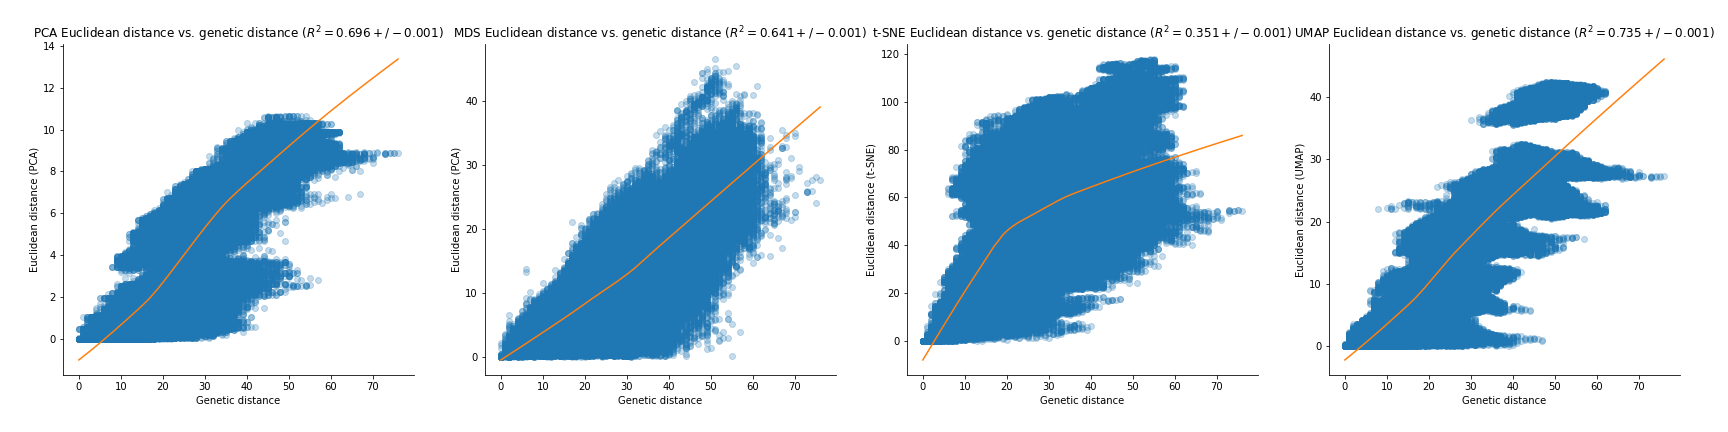 PCA Euclidean distance vs. genetic distance (R² = 0.696 +/− 0.001)
14
12
10
8
6
4
2
0
Euclidean distance (PCA)
0 10 20 30 40 50 60 70
Genetic distance
MDS Euclidean distance vs. genetic distance (R² = 0.641 +/− 0.001)
40
30
20
10
0
Euclidean distance (PCA)
0 10 20 30 40 50 60 70
Genetic distance
t-SNE Euclidean distance vs. genetic distance (R² = 0.351 +/− 0.001)
120
100
80
60
40
20
0
Euclidean distance (t-SNE)
0 10 20 30 40 50 60 70
Genetic distance
UMAP Euclidean distance vs. genetic distance (R² = 0.735 +/− 0.001)
40
30
20
10
0
Euclidean distance (UMAP)
0 10 20 30 40 50 60 70
Genetic distance